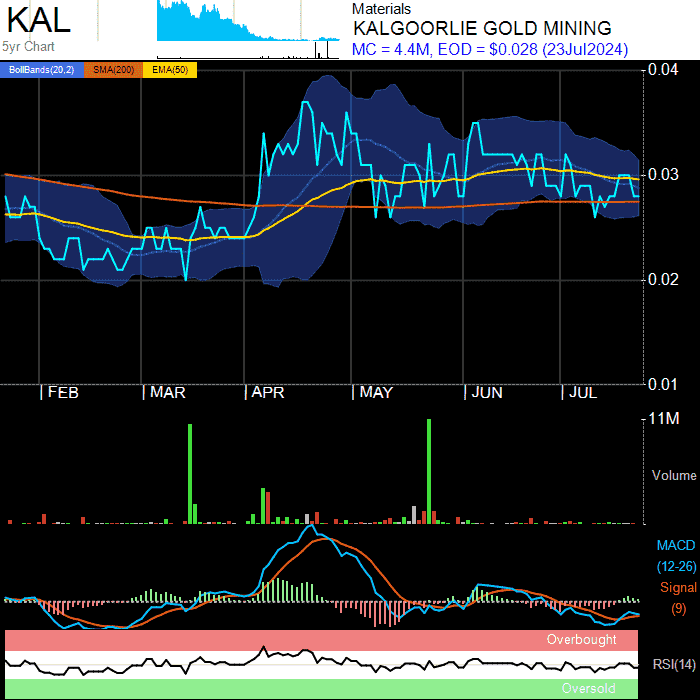 KAL
5yr Chart
Materials
KALGOORLIE GOLD MINING
MC = 4.4M, EOD = $0.028 (23Jul2024)
BollBands(20,2) SMA(200) EMA(50)
0.04
0.03
0.02
0.01
| FEB | MAR | APR | MAY | JUN | JUL
11M
Volume
MACD
(12-26)
Signal
(9)
Overbought
RSI(14)
Oversold